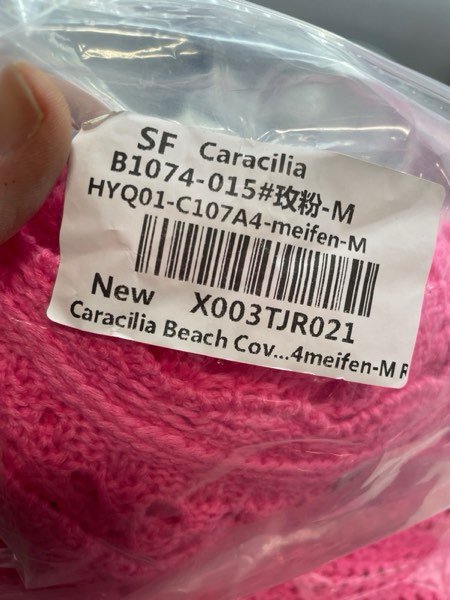 SF Caracilia
B1074-015#玫粉-M
HYQ01-C107A4-meifen-M
New X003TJR021
Caracilia Beach Cov...4meifen-M R